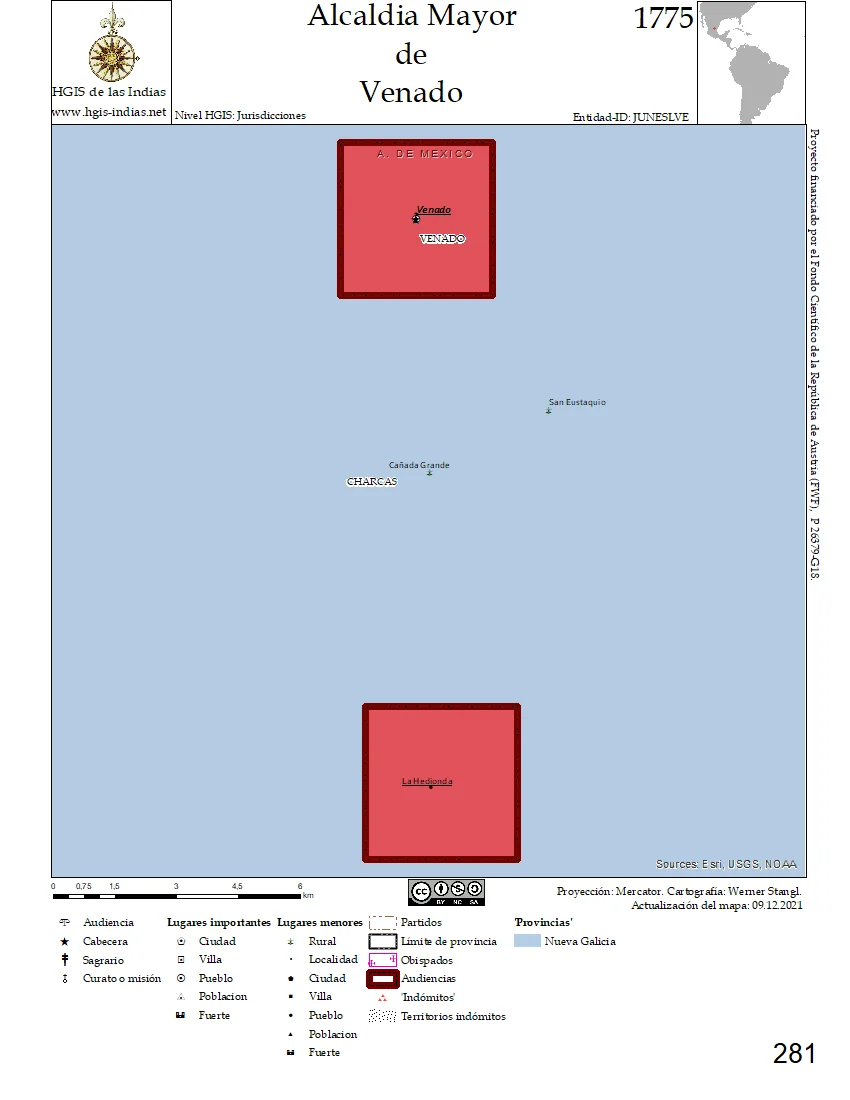 Alcaldia Mayor
de
Venado
1775
HGIS de las Indias
www.hgis-indias.net
Nivel HGIS: Jurisdicciones
Entidad-ID: JUNESLVE
Proyecto financiado por el Fondo Científico de la República de Austria (FWF), P 26379-G18.
A. DE MEXICO
Venado
VENADO
San Eustaquio
Cañada Grande
CHARCAS
La Hedionda
Sources: Esri, USGS, NOAA
0 0,75 1,5 3 4,5 6
km
CC BY NC SA
Proyección: Mercator. Cartografía: Werner Stangl.
Actualización del mapa: 09.12.2021
Audiencia
Cabecera
Sagrario
Curato o misión
Lugares importantes
Ciudad
Villa
Pueblo
Poblacion
Fuerte
Lugares menores
Rural
Localidad
Ciudad
Villa
Pueblo
Poblacion
Fuerte
Partidos
Límite de provincia
Obispados
Audiencias
'Indómitos'
Territorios indómitos
'Provincias'
Nueva Galicia
281